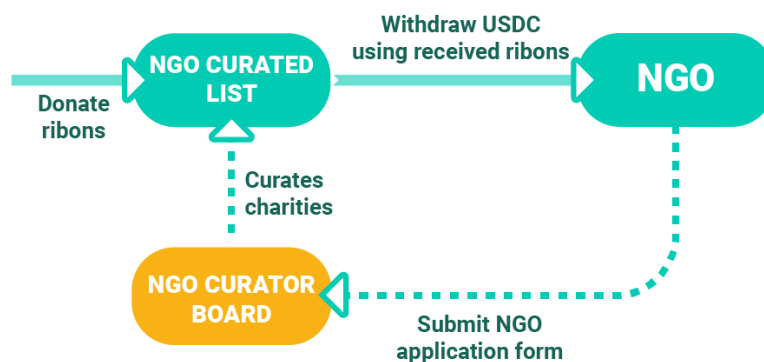 Withdraw USDC
using received ribons
NGO CURATED
LIST
NGO
Donate
ribons
Curates
charities
NGO CURATOR
BOARD
Submit NGO
application form